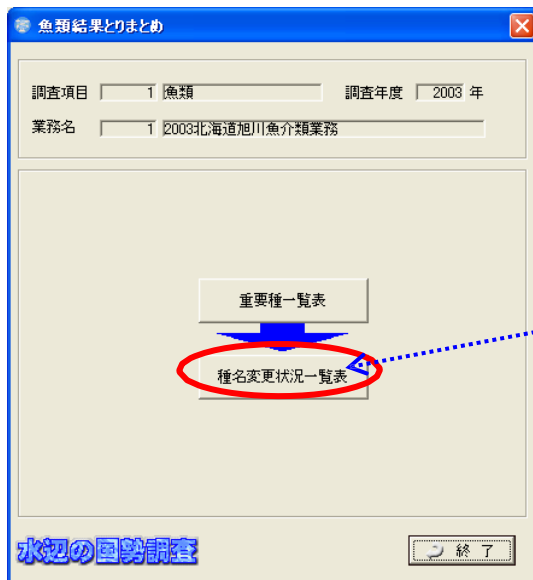 魚類結果とりまとめ
調査項目 1 魚類 調査年度 2003 年
業務名 1 2003北海道旭川魚介類業務
重要種一覧表
種名変更状況一覧表
水辺の国勢調査
終 了